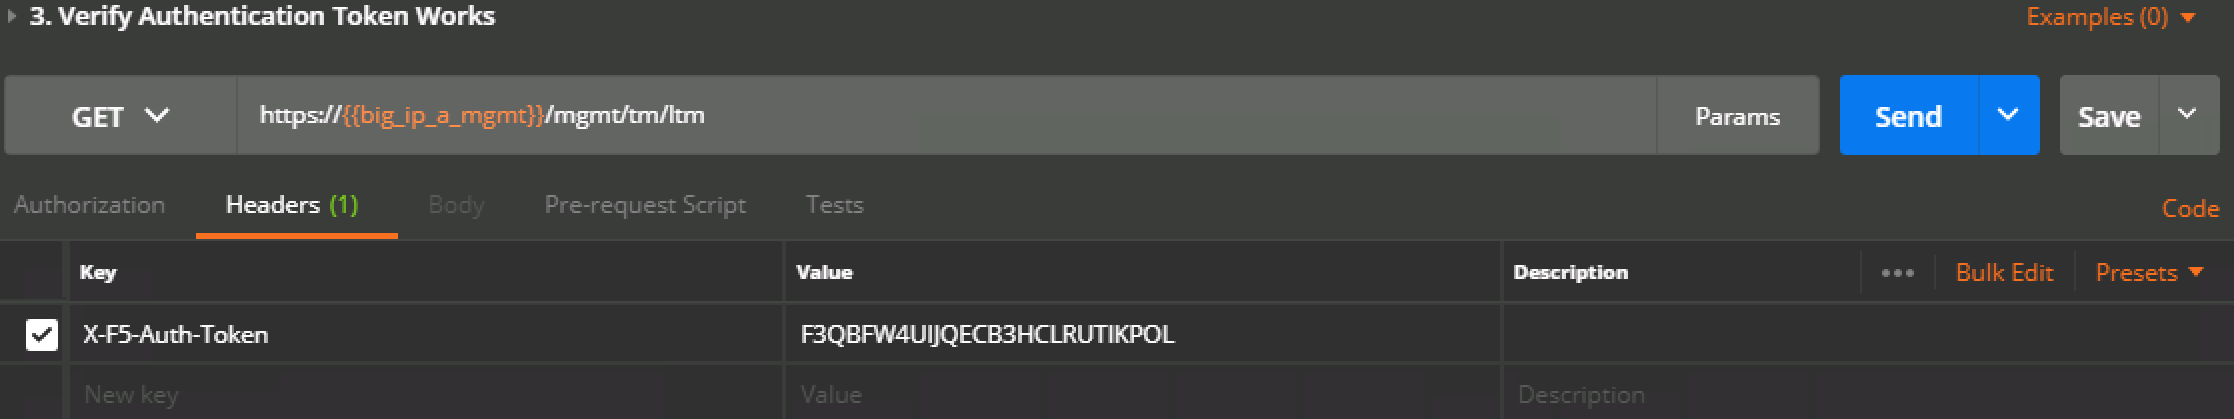 3. Verify Authentication Token Works
Examples (0)
GET https://{{big_ip_a_mgmt}}/mgmt/tm/ltm Params Send Save
Authorization Headers (1) Body Pre-request Script Tests Code
Key Value Description ••• Bulk Edit Presets
X-F5-Auth-Token F3QBFW4UIJQECB3HCLRUTIKPOL
New key Value Description